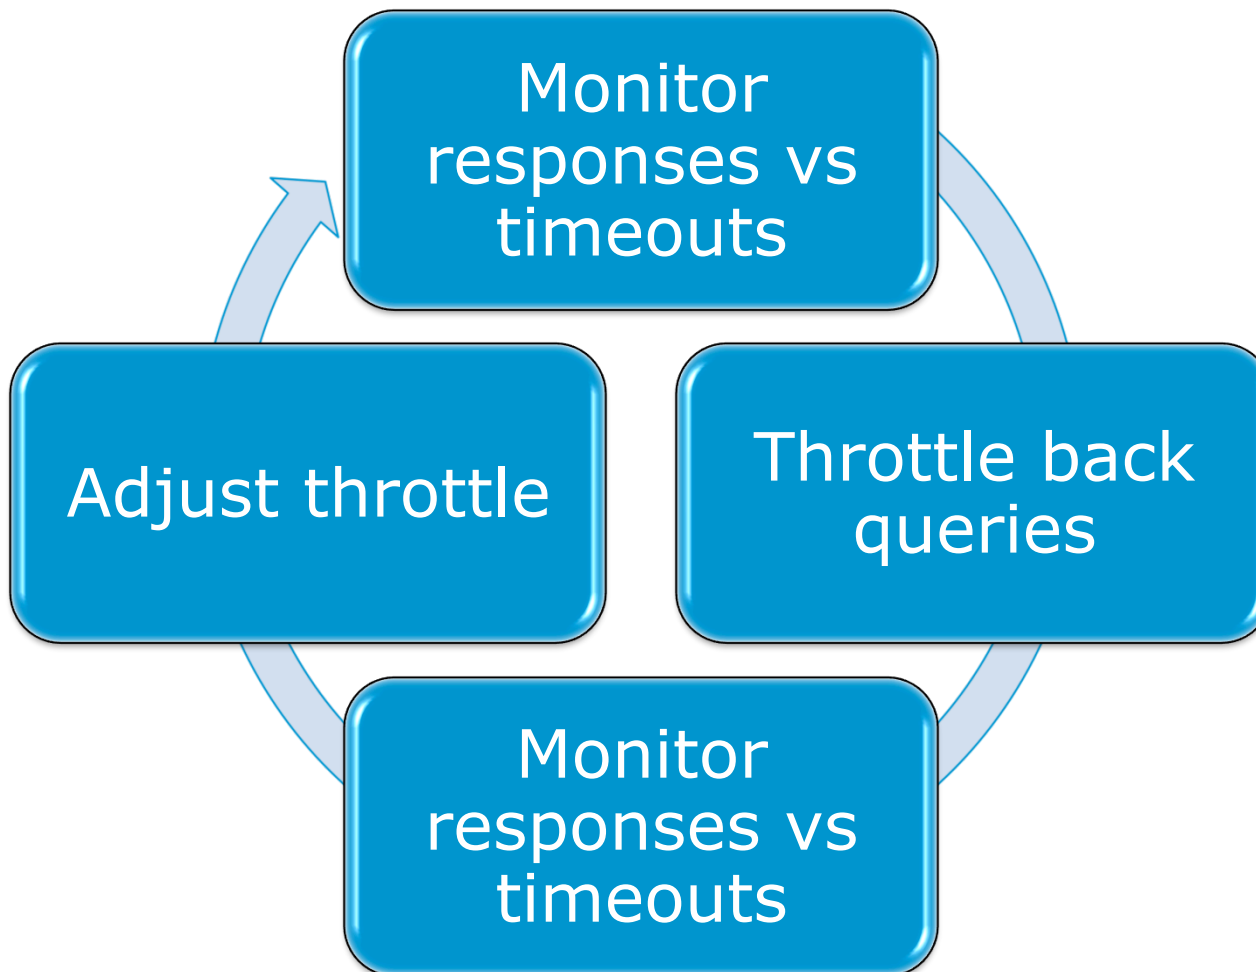 Monitor
responses vs
timeouts
Throttle back
queries
Monitor
responses vs
timeouts
Adjust throttle